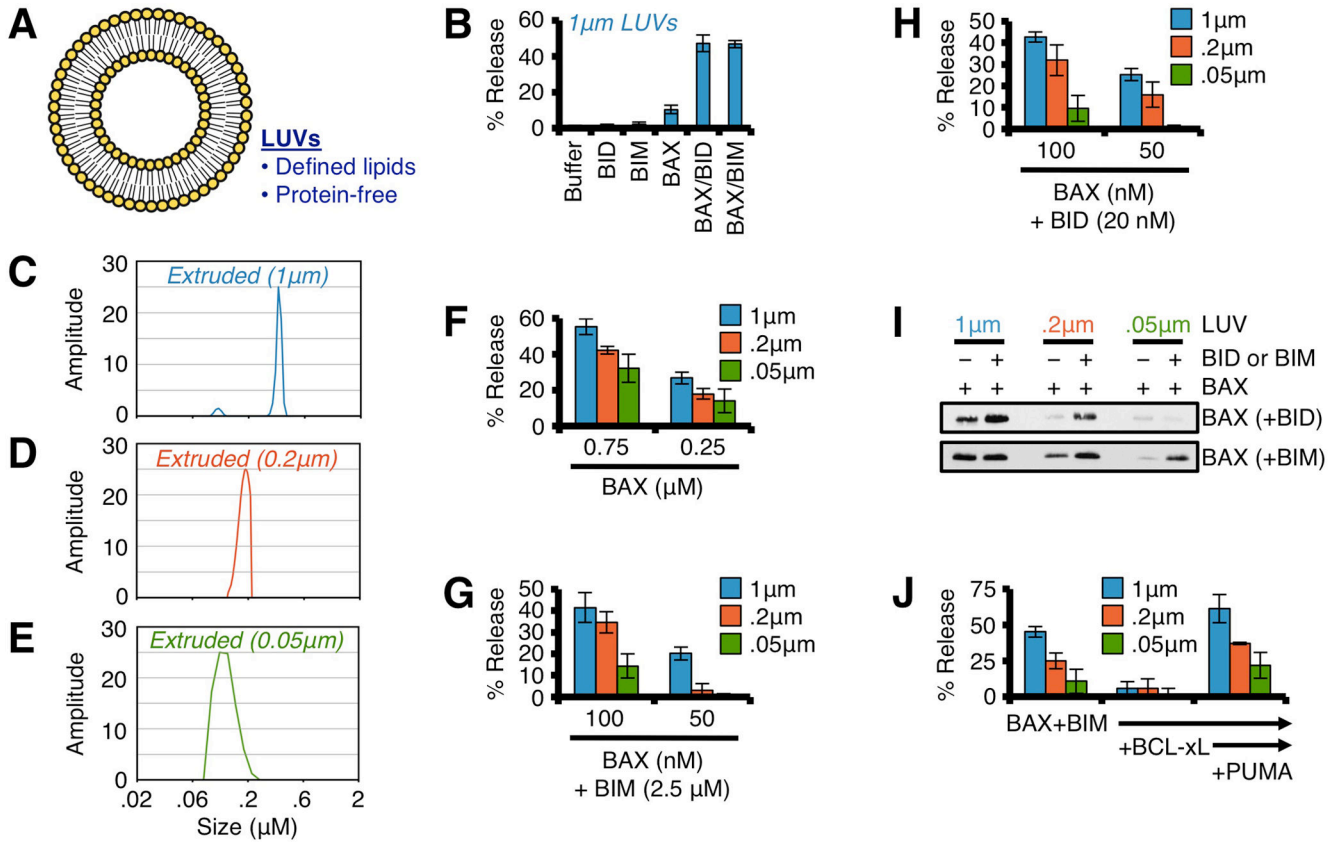 A
LUVs
• Defined lipids
• Protein-free
B
1µm LUVs
% Release
60
40
20
0
Buffer
BID
BIM
BAX
BAX/BID
BAX/BIM
C
Extruded (1µm)
Amplitude
30
20
10
0
D
Extruded (0.2µm)
Amplitude
30
20
10
0
E
Extruded (0.05µm)
Amplitude
30
20
10
0
.02 .06 .2 .6 2
Size (µM)
F
% Release
60
40
20
0
1µm
.2µm
.05µm
0.75 0.25
BAX (µM)
G
% Release
50
40
30
20
10
0
1µm
.2µm
.05µm
100 50
BAX (nM)
+ BIM (2.5 µM)
H
% Release
50
40
30
20
10
0
1µm
.2µm
.05µm
100 50
BAX (nM)
+ BID (20 nM)
I
1µm .2µm .05µm LUV
− + − + − + BID or BIM
+ + + + + + BAX
BAX (+BID)
BAX (+BIM)
J
% Release
75
50
25
0
1µm
.2µm
.05µm
BAX+BIM
+BCL-xL
+PUMA